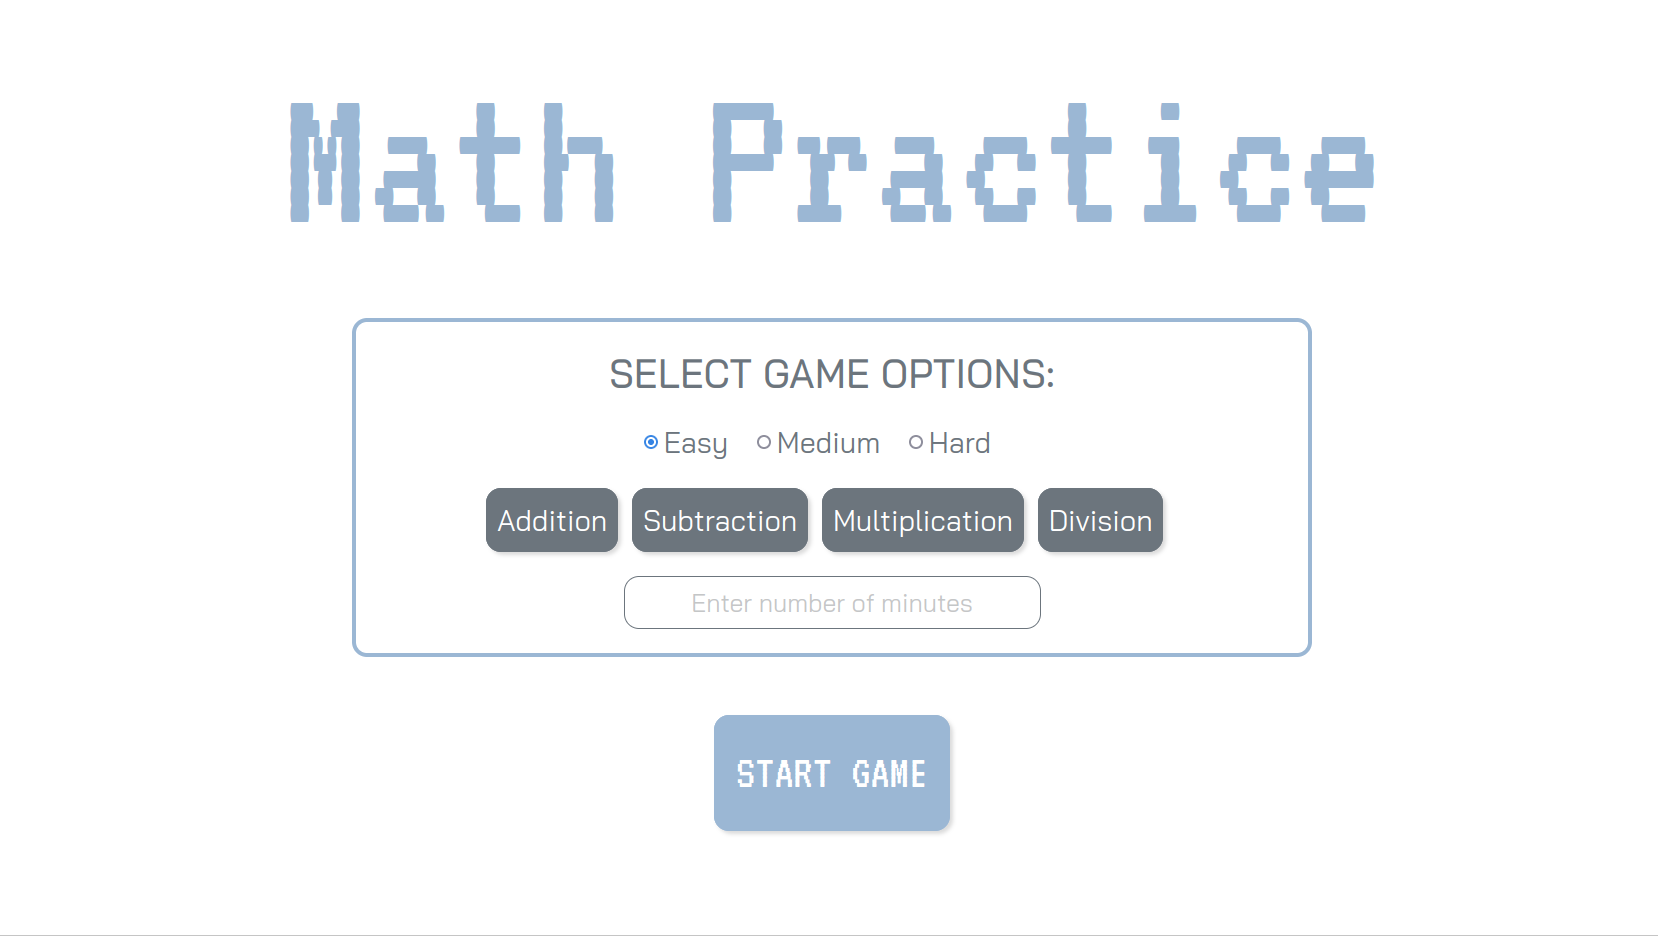 Math Practice
SELECT GAME OPTIONS:
Easy Medium Hard
Addition Subtraction Multiplication Division
Enter number of minutes
START GAME